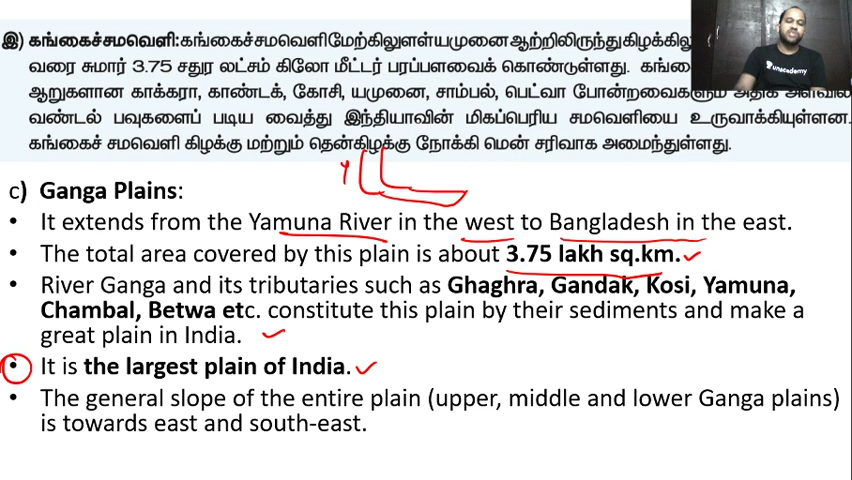 இ) கங்கைச்சமவெளி:கங்கைச்சமவெளிமேற்கிலுளள்யமுனைஆற்றிலிருந்துகிழக்கிலு
வரை சுமார் 3.75 சதுர லட்சம் கிலோ மீட்டர் பரப்பளவைக் கொண்டுள்ளது. கங்
unacademy
ஆறுகளான காக்கரா, காண்டக், கோசி, யமுனை, சாம்பல், பெட்வா போன்றவைகளும் அதிக அளவில்
வண்டல் பவுகளைப் படிய வைத்து இந்தியாவின் மிகப்பெரிய சமவெளியை உருவாக்கியுள்ளன.
கங்கைச் சமவெளி கிழக்கு மற்றும் தென்கிழக்கு நோக்கி மென் சரிவாக அமைந்துள்ளது.
Y
c) Ganga Plains:
• It extends from the Yamuna River in the west to Bangladesh in the east.
• The total area covered by this plain is about 3.75 lakh sq.km.
• River Ganga and its tributaries such as Ghaghra, Gandak, Kosi, Yamuna,
Chambal, Betwa etc. constitute this plain by their sediments and make a
great plain in India.
• It is the largest plain of India.
• The general slope of the entire plain (upper, middle and lower Ganga plains)
is towards east and south-east.